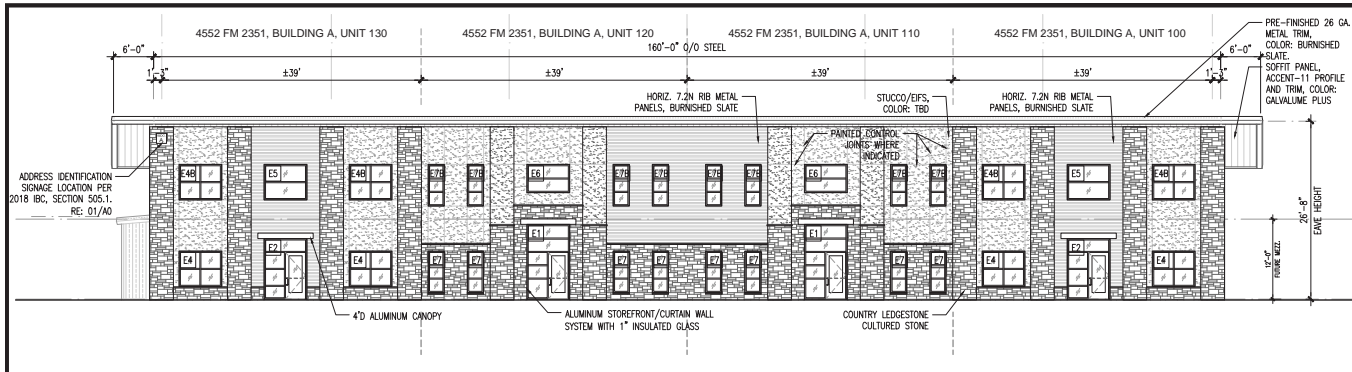 4552 FM 2351, BUILDING A, UNIT 130
4552 FM 2351, BUILDING A, UNIT 120
4552 FM 2351, BUILDING A, UNIT 110
4552 FM 2351, BUILDING A, UNIT 100
PRE-FINISHED 26 GA.
METAL TRIM,
COLOR: BURNISHED
SLATE.
SOFFIT PANEL,
ACCENT-11 PROFILE
AND TRIM, COLOR:
GALVALUME PLUS
6'-0"
160'-0" O/O STEEL
6'-0"
1'-3"
±39'
±39'
±39'
±39'
1'-3"
HORIZ. 7.2N RIB METAL
PANELS, BURNISHED SLATE
STUCCO/EIFS,
COLOR: TBD
HORIZ. 7.2N RIB METAL
PANELS, BURNISHED SLATE
PAINTED CONTROL
JOINTS WHERE
INDICATED
ADDRESS IDENTIFICATION
SIGNAGE LOCATION PER
2018 IBC, SECTION 505.1.
RE: 01/A0
E4B
E5
E4B
E7B
E7B
E6
E7B
E7B
E7B
E7B
E6
E7B
E7B
E4B
E5
E4B
E4
E2
E4
E7
E7
E1
E7
E7
E7
E7
E1
E7
E7
E4
E2
E4
26'-8"
EAVE HEIGHT
12'-0"
FUTURE MEZZ.
4'D ALUMINUM CANOPY
ALUMINUM STOREFRONT/CURTAIN WALL
SYSTEM WITH 1" INSULATED GLASS
COUNTRY LEDGESTONE
CULTURED STONE